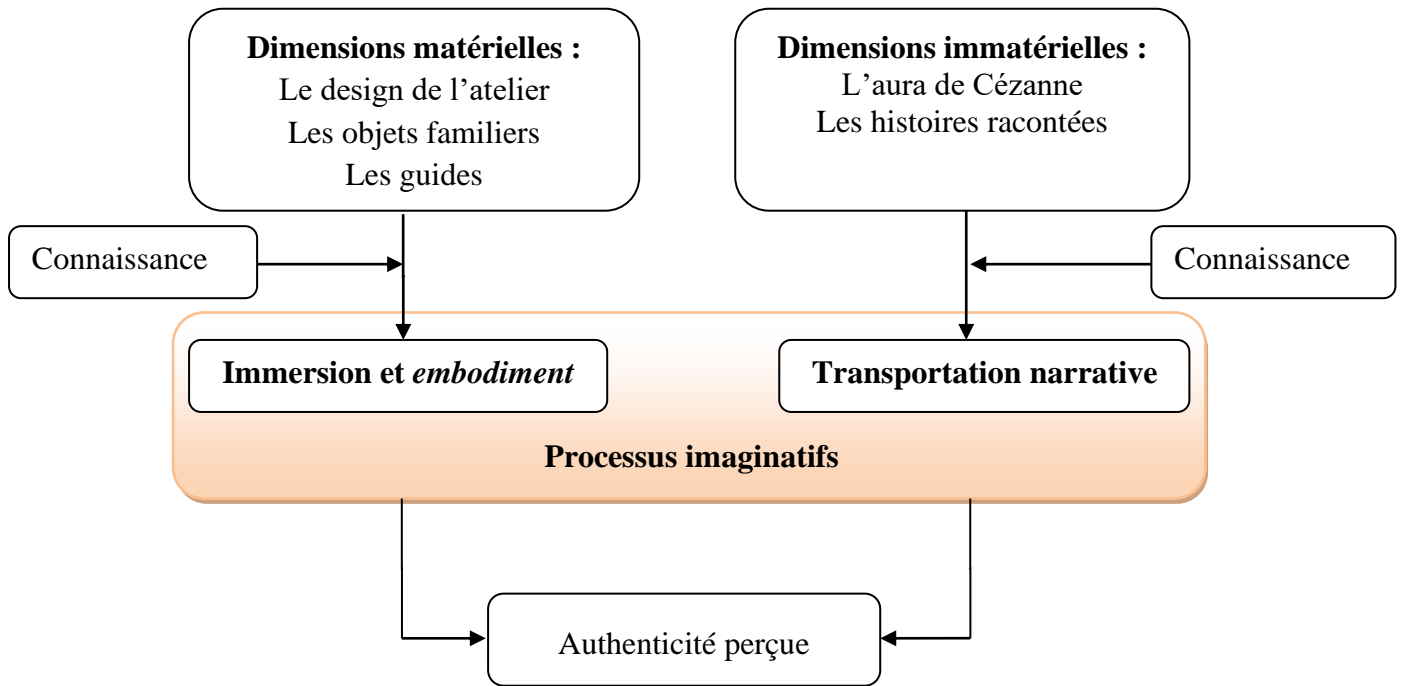 Dimensions matérielles :
Le design de l’atelier
Les objets familiers
Les guides
Dimensions immatérielles :
L’aura de Cézanne
Les histoires racontées
Connaissance
Connaissance
Immersion et embodiment
Transportation narrative
Processus imaginatifs
Authenticité perçue